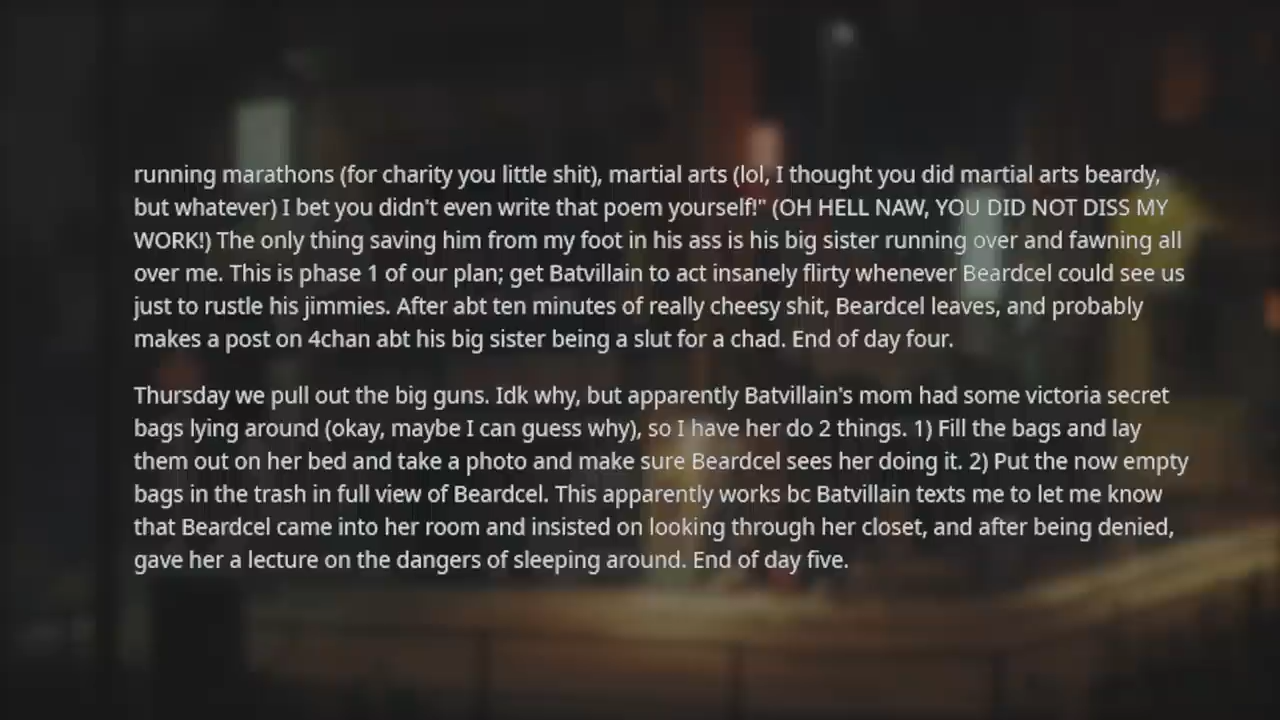 running marathons (for charity you little shit), martial arts (lol, I thought you did martial arts beardy,
but whatever) I bet you didn't even write that poem yourself!" (OH HELL NAW, YOU DID NOT DISS MY
WORK!) The only thing saving him from my foot in his ass is his big sister running over and fawning all
over me. This is phase 1 of our plan; get Batvillain to act insanely flirty whenever Beardcel could see us
just to rustle his jimmies. After abt ten minutes of really cheesy shit, Beardcel leaves, and probably
makes a post on 4chan abt his big sister being a slut for a chad. End of day four.
Thursday we pull out the big guns. Idk why, but apparently Batvillain's mom had some victoria secret
bags lying around (okay, maybe I can guess why), so I have her do 2 things. 1) Fill the bags and lay
them out on her bed and take a photo and make sure Beardcel sees her doing it. 2) Put the now empty
bags in the trash in full view of Beardcel. This apparently works bc Batvillain texts me to let me know
that Beardcel came into her room and insisted on looking through her closet, and after being denied,
gave her a lecture on the dangers of sleeping around. End of day five.